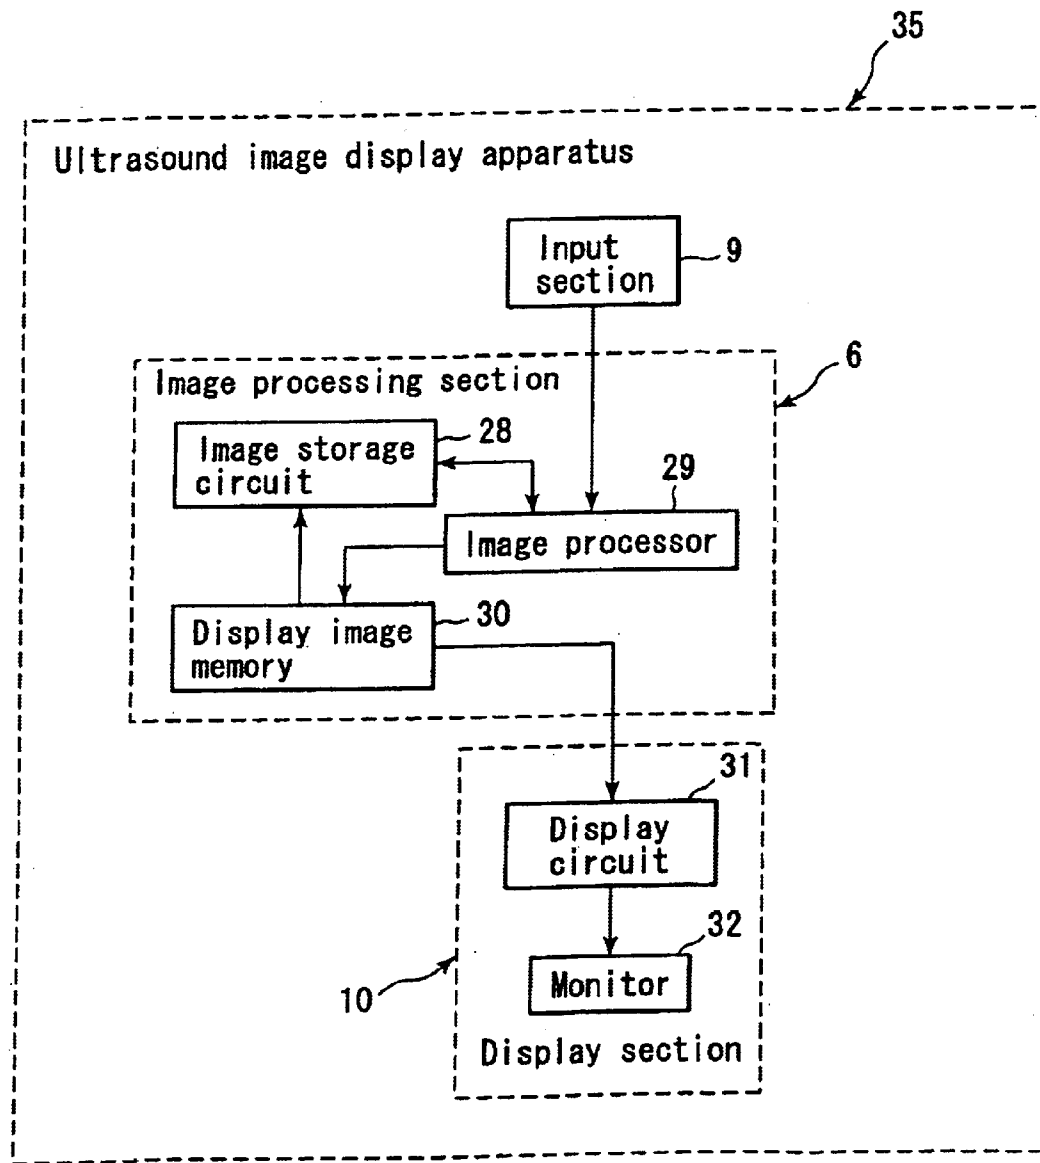 35
Ultrasound image display apparatus
Input
section
9
6
Image processing section
Image storage
circuit
28
29
Image processor
Display image
memory
30
31
Display
circuit
32
Monitor
10
Display section